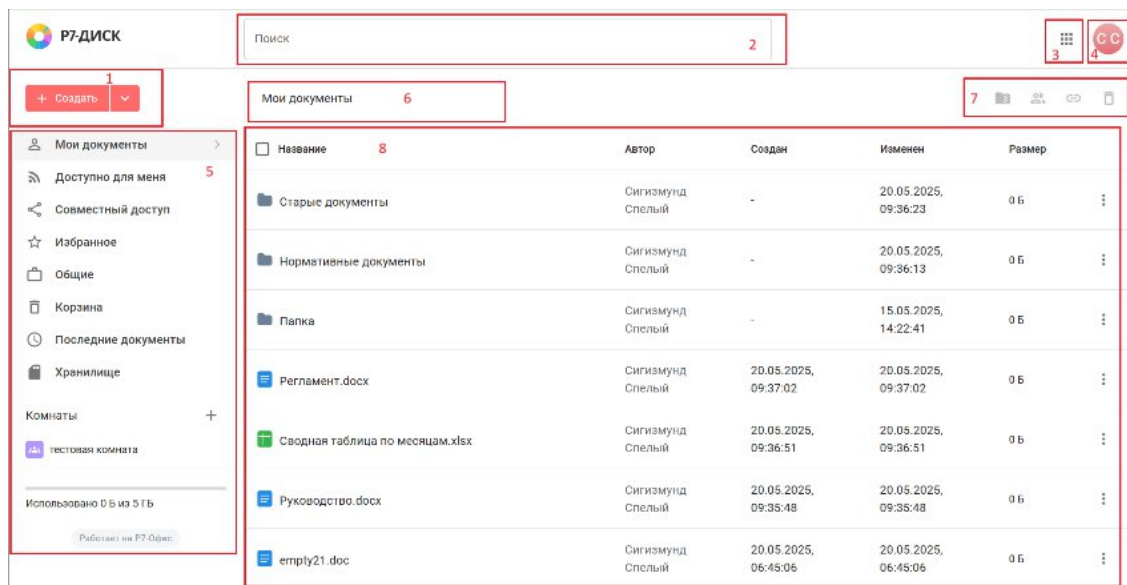 Р7-ДИСК
Поиск
2
3
4
С С
1
+ Создать
Мои документы 6
7
Мои документы
Доступно для меня
5
Совместный доступ
Избранное
Общие
Корзина
Последние документы
Хранилище
Комнаты +
тестовая комната
Использовано 0 Б из 5 ГБ
Работает на Р7-Офис
Название 8 Автор Создан Изменен Размер
Старые документы Сигизмунд Спелый - 20.05.2025, 09:36:23 0 Б
Нормативные документы Сигизмунд Спелый - 20.05.2025, 09:36:13 0 Б
Папка Сигизмунд Спелый - 15.05.2025, 14:22:41 0 Б
Регламент.docx Сигизмунд Спелый 20.05.2025, 09:37:02 20.05.2025, 09:37:02 0 Б
Сводная таблица по месяцам.xlsx Сигизмунд Спелый 20.05.2025, 09:36:51 20.05.2025, 09:36:51 0 Б
Руководство.docx Сигизмунд Спелый 20.05.2025, 09:35:48 20.05.2025, 09:35:48 0 Б
empty21.doc Сигизмунд Спелый 20.05.2025, 06:45:06 20.05.2025, 06:45:06 0 Б